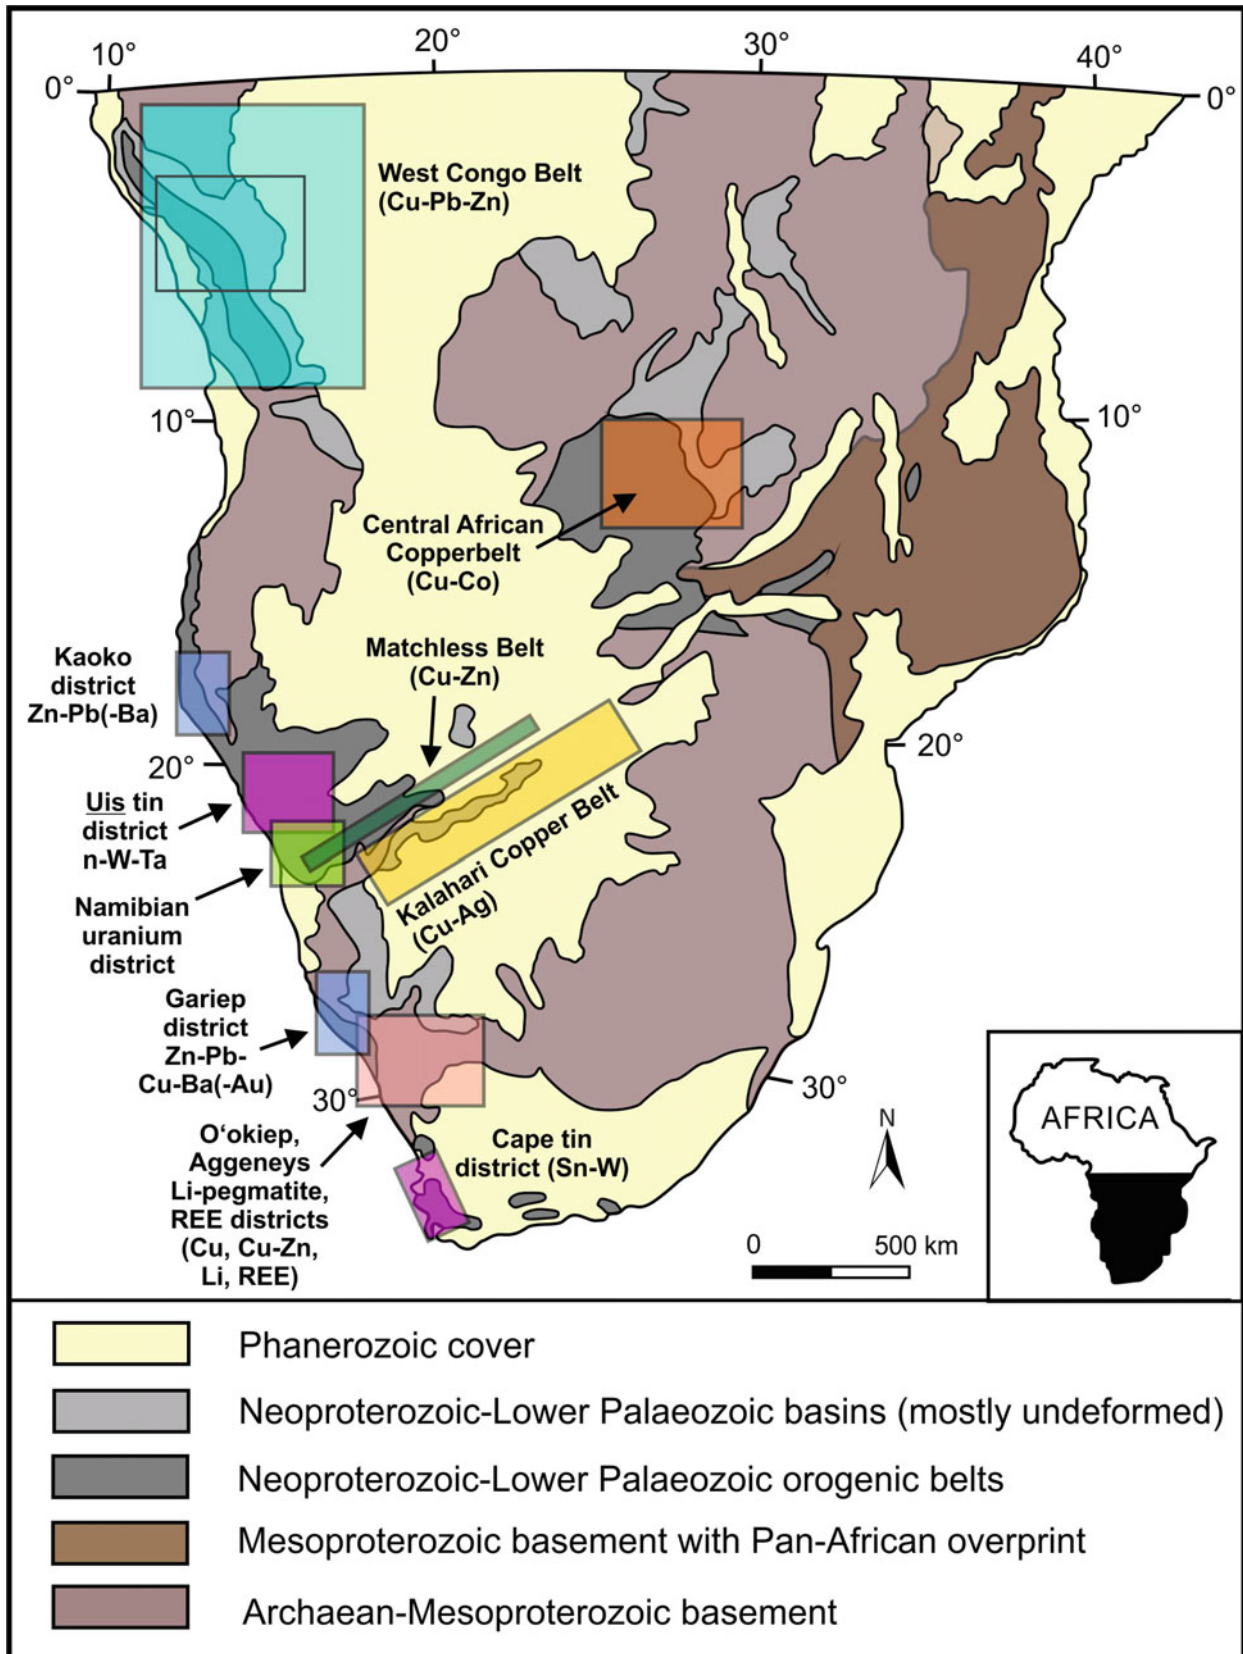 10°
20°
30°
40°
0°
0°
West Congo Belt
(Cu-Pb-Zn)
10°
10°
Central African
Copperbelt
(Cu-Co)
Matchless Belt
(Cu-Zn)
Kaoko
district
Zn-Pb(-Ba)
20°
20°
Uis tin
district
n-W-Ta
Kalahari Copper Belt
(Cu-Ag)
Namibian
uranium
district
Gariep
district
Zn-Pb-
Cu-Ba(-Au)
30°
30°
O‘okiep,
Aggeneys
Li-pegmatite,
REE districts
(Cu, Cu-Zn,
Li, REE)
Cape tin
district (Sn-W)
N
0 500 km
AFRICA
Phanerozoic cover
Neoproterozoic-Lower Palaeozoic basins (mostly undeformed)
Neoproterozoic-Lower Palaeozoic orogenic belts
Mesoproterozoic basement with Pan-African overprint
Archaean-Mesoproterozoic basement